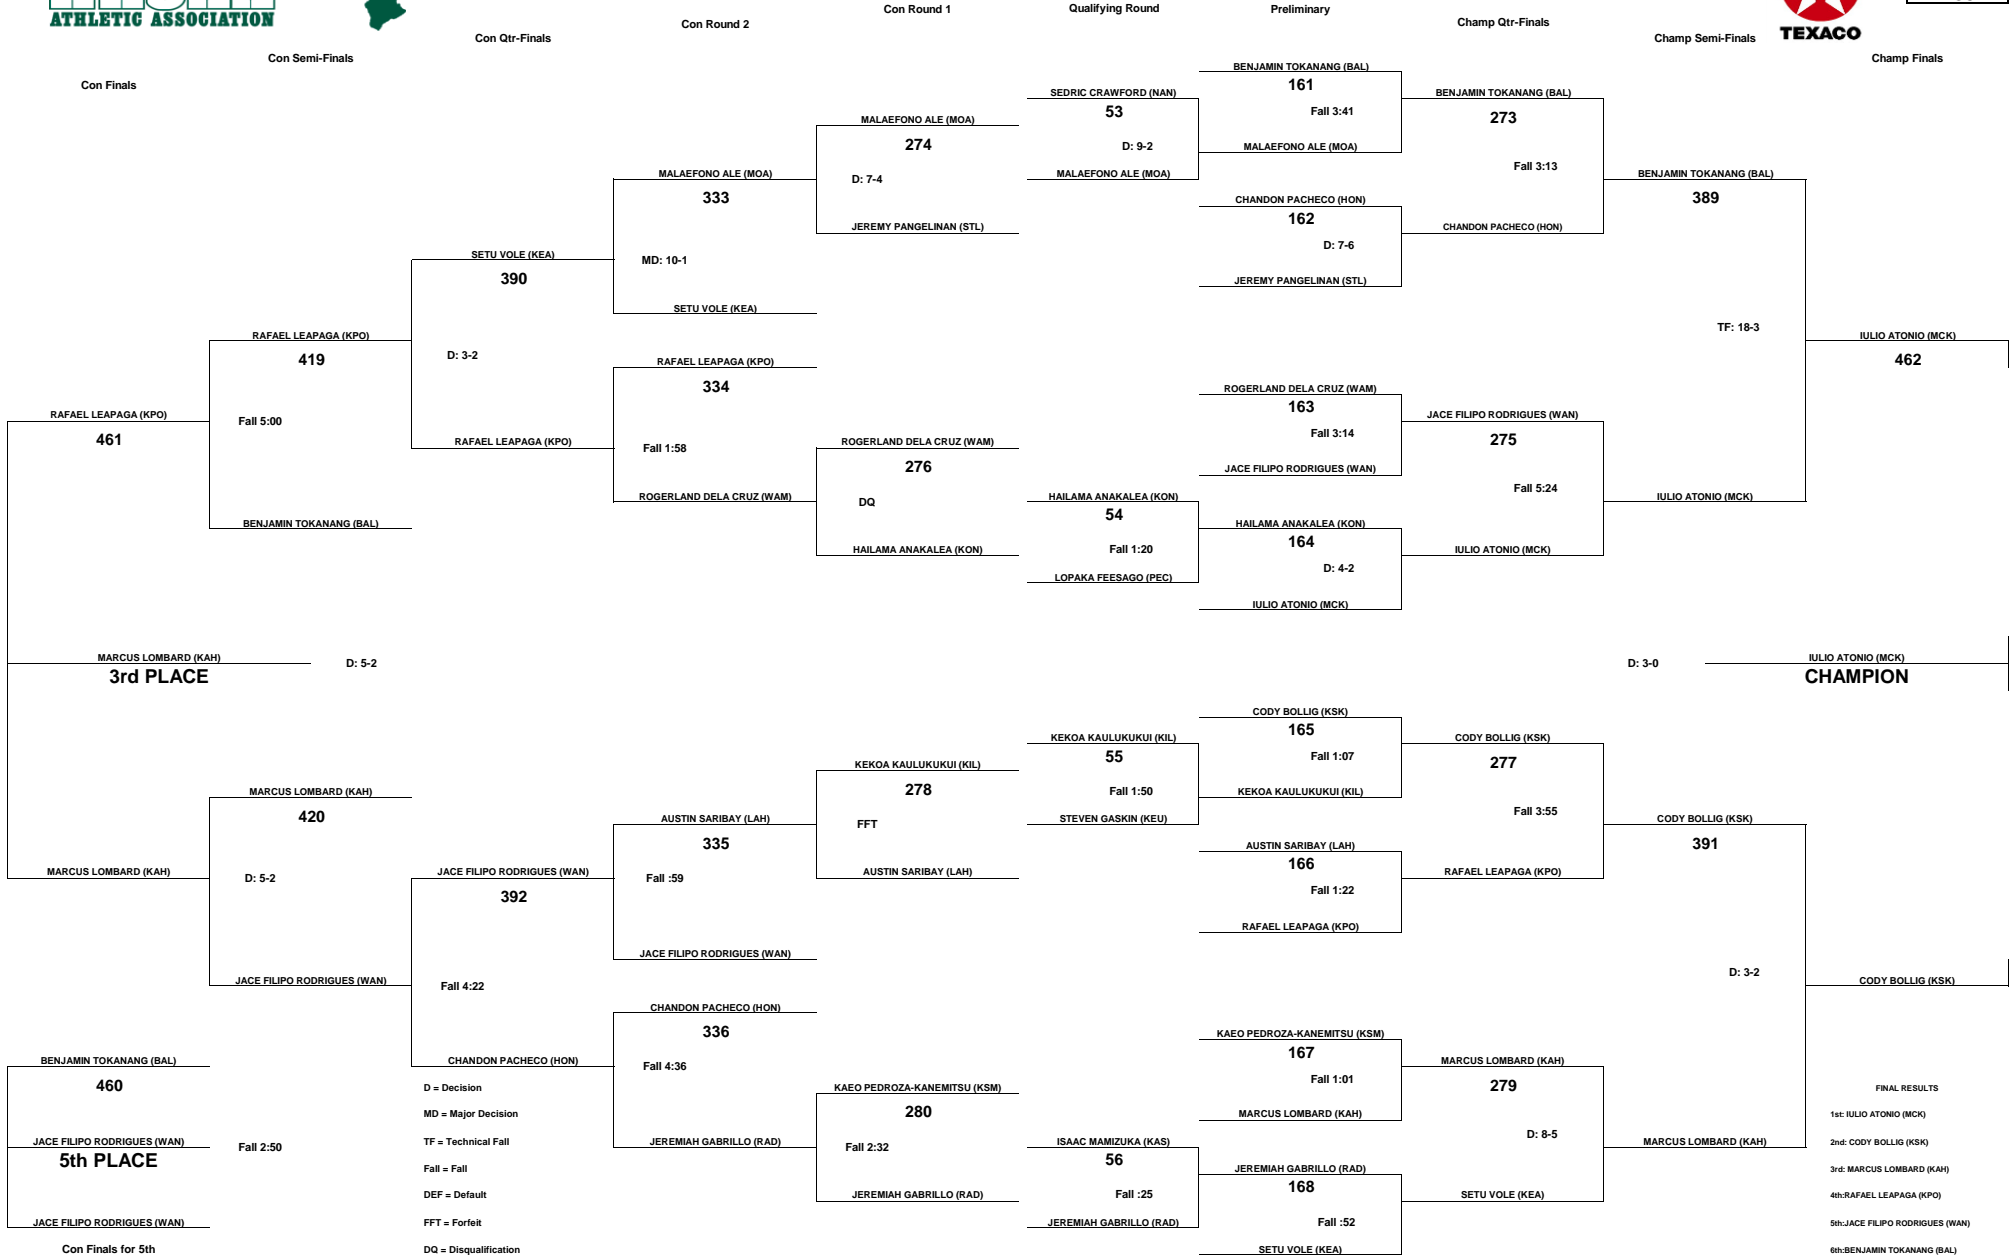 ATHLETIC ASSOCIATION
TEXACO
Con Finals
Con Semi-Finals
Con Qtr-Finals
Con Round 2
Con Round 1
Qualifying Round
Preliminary
Champ Qtr-Finals
Champ Semi-Finals
Champ Finals
RAFAEL LEAPAGA (KPO)
461
MARCUS LOMBARD (KAH)
3rd PLACE
D: 5-2
MARCUS LOMBARD (KAH)
BENJAMIN TOKANANG (BAL)
460
JACE FILIPO RODRIGUES (WAN)
5th PLACE
Fall 2:50
JACE FILIPO RODRIGUES (WAN)
Con Finals for 5th
RAFAEL LEAPAGA (KPO)
419
Fall 5:00
BENJAMIN TOKANANG (BAL)
MARCUS LOMBARD (KAH)
420
D: 5-2
JACE FILIPO RODRIGUES (WAN)
SETU VOLE (KEA)
390
D: 3-2
RAFAEL LEAPAGA (KPO)
JACE FILIPO RODRIGUES (WAN)
392
Fall 4:22
CHANDON PACHECO (HON)
D = Decision
MD = Major Decision
TF = Technical Fall
Fall = Fall
DEF = Default
FFT = Forfeit
DQ = Disqualification
MALAEFONO ALE (MOA)
333
MD: 10-1
SETU VOLE (KEA)
RAFAEL LEAPAGA (KPO)
334
Fall 1:58
ROGERLAND DELA CRUZ (WAM)
AUSTIN SARIBAY (LAH)
335
Fall :59
JACE FILIPO RODRIGUES (WAN)
CHANDON PACHECO (HON)
336
Fall 4:36
JEREMIAH GABRILLO (RAD)
MALAEFONO ALE (MOA)
274
D: 7-4
JEREMY PANGELINAN (STL)
ROGERLAND DELA CRUZ (WAM)
276
DQ
HAILAMA ANAKALEA (KON)
KEKOA KAULUKUKUI (KIL)
278
FFT
AUSTIN SARIBAY (LAH)
KAEO PEDROZA-KANEMITSU (KSM)
280
Fall 2:32
JEREMIAH GABRILLO (RAD)
SEDRIC CRAWFORD (NAN)
53
D: 9-2
MALAEFONO ALE (MOA)
HAILAMA ANAKALEA (KON)
54
Fall 1:20
LOPAKA FEESAGO (PEC)
KEKOA KAULUKUKUI (KIL)
55
Fall 1:50
STEVEN GASKIN (KEU)
ISAAC MAMIZUKA (KAS)
56
Fall :25
JEREMIAH GABRILLO (RAD)
BENJAMIN TOKANANG (BAL)
161
Fall 3:41
MALAEFONO ALE (MOA)
CHANDON PACHECO (HON)
162
D: 7-6
JEREMY PANGELINAN (STL)
ROGERLAND DELA CRUZ (WAM)
163
Fall 3:14
JACE FILIPO RODRIGUES (WAN)
HAILAMA ANAKALEA (KON)
164
D: 4-2
IULIO ATONIO (MCK)
CODY BOLLIG (KSK)
165
Fall 1:07
KEKOA KAULUKUKUI (KIL)
AUSTIN SARIBAY (LAH)
166
Fall 1:22
RAFAEL LEAPAGA (KPO)
KAEO PEDROZA-KANEMITSU (KSM)
167
Fall 1:01
MARCUS LOMBARD (KAH)
JEREMIAH GABRILLO (RAD)
168
Fall :52
SETU VOLE (KEA)
BENJAMIN TOKANANG (BAL)
273
Fall 3:13
CHANDON PACHECO (HON)
JACE FILIPO RODRIGUES (WAN)
275
Fall 5:24
IULIO ATONIO (MCK)
CODY BOLLIG (KSK)
277
Fall 3:55
RAFAEL LEAPAGA (KPO)
MARCUS LOMBARD (KAH)
279
D: 8-5
SETU VOLE (KEA)
BENJAMIN TOKANANG (BAL)
389
TF: 18-3
IULIO ATONIO (MCK)
CODY BOLLIG (KSK)
391
D: 3-2
MARCUS LOMBARD (KAH)
IULIO ATONIO (MCK)
462
D: 3-0
IULIO ATONIO (MCK)
CHAMPION
CODY BOLLIG (KSK)
FINAL RESULTS
1st: IULIO ATONIO (MCK)
2nd: CODY BOLLIG (KSK)
3rd: MARCUS LOMBARD (KAH)
4th:RAFAEL LEAPAGA (KPO)
5th:JACE FILIPO RODRIGUES (WAN)
6th:BENJAMIN TOKANANG (BAL)